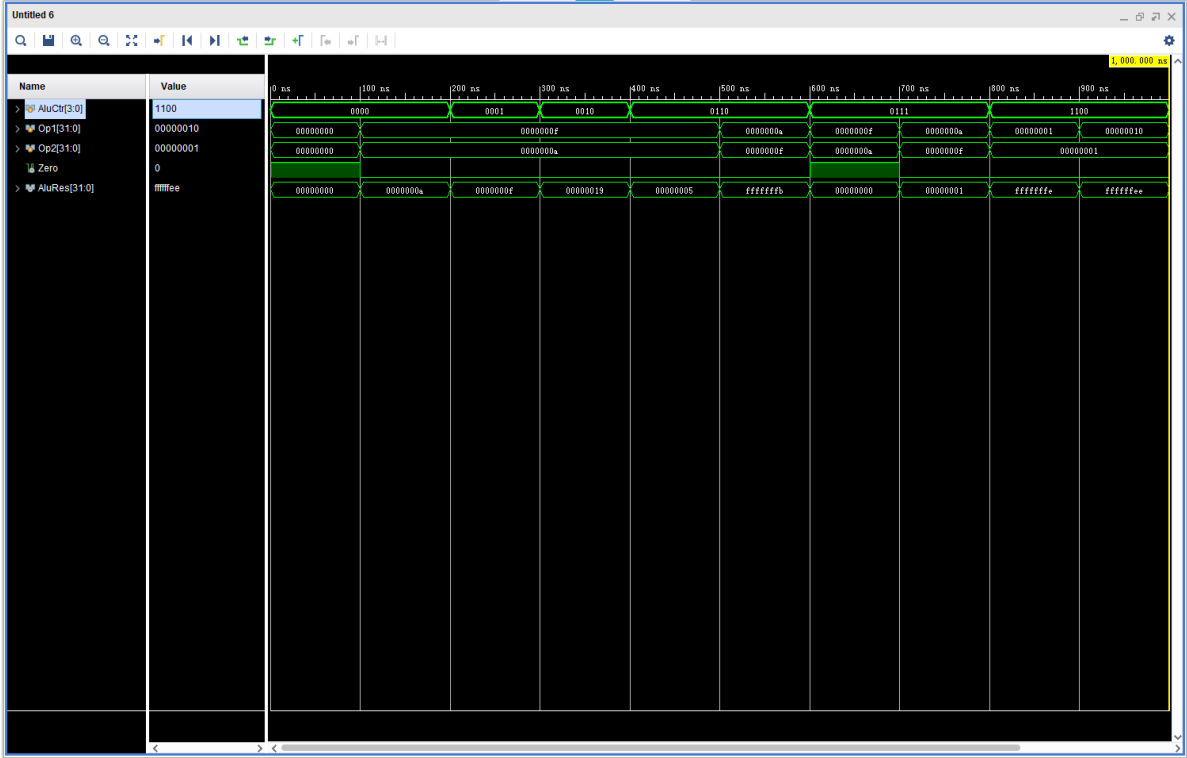 Untitled 6
1,000.000 ns
Name Value
0 ns 100 ns 200 ns 300 ns 400 ns 500 ns 600 ns 700 ns 800 ns 900 ns
AluCtr[3:0] 1100 0000 0001 0010 0110 0111 1100
Op1[31:0] 00000010 00000000 0000000f 0000000a 0000000f 0000000a 00000001 00000010
Op2[31:0] 00000001 00000000 0000000a 0000000f 0000000a 0000000f 00000001
Zero 0
AluRes[31:0] ffffffee 00000000 0000000a 0000000f 00000019 00000005 fffffffb 00000000 00000001 fffffffe ffffffee